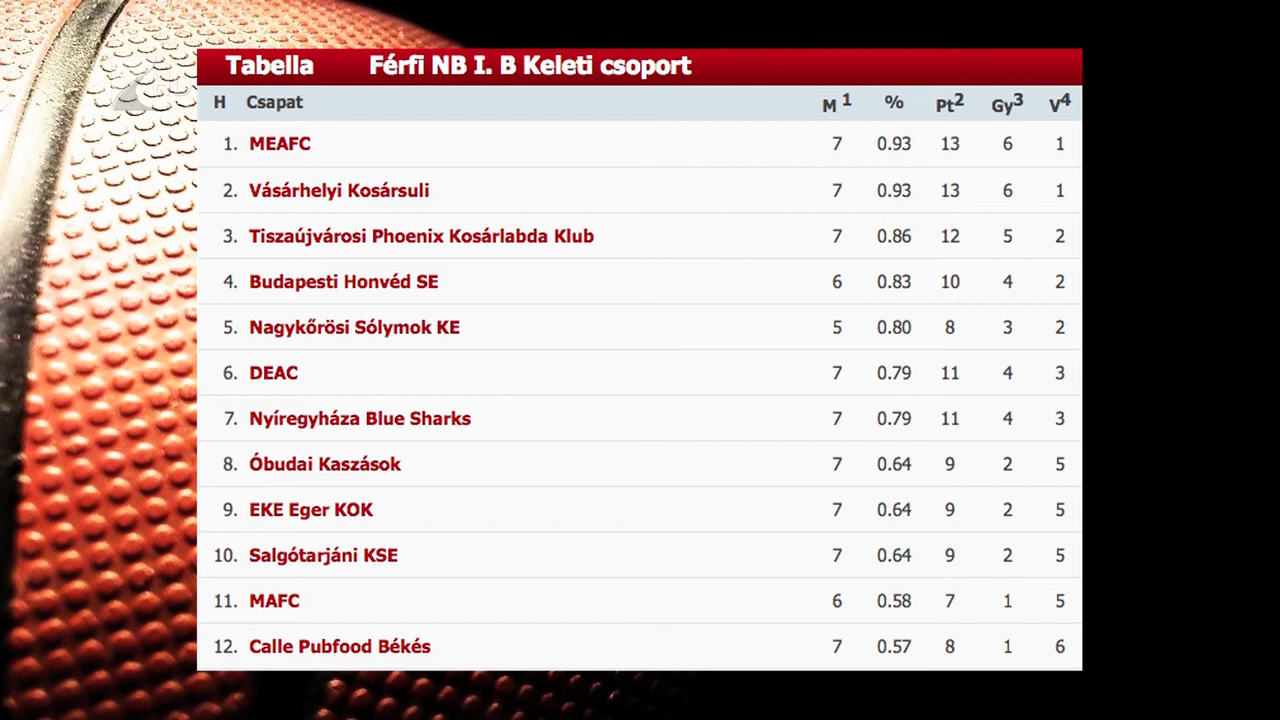 Tabella Férfi NB I. B Keleti csoport
H Csapat M 1 % Pt2 Gy3 V4
1. MEAFC 7 0.93 13 6 1
2. Vásárhelyi Kosársuli 7 0.93 13 6 1
3. Tiszaújvárosi Phoenix Kosárlabda Klub 7 0.86 12 5 2
4. Budapesti Honvéd SE 6 0.83 10 4 2
5. Nagykőrösi Sólymok KE 5 0.80 8 3 2
6. DEAC 7 0.79 11 4 3
7. Nyíregyháza Blue Sharks 7 0.79 11 4 3
8. Óbudai Kaszások 7 0.64 9 2 5
9. EKE Eger KOK 7 0.64 9 2 5
10. Salgótarjáni KSE 7 0.64 9 2 5
11. MAFC 6 0.58 7 1 5
12. Calle Pubfood Békés 7 0.57 8 1 6